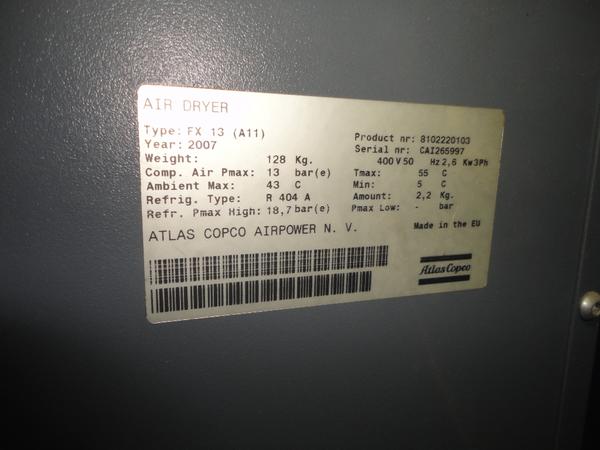 AIR DRYER
Type: FX 13 (A11) Product nr: 8102220103
Year: 2007 Serial nr: CAI265997
Weight: 128 Kg. 400 V 50 Hz 2,6 Kw 3Ph
Comp. Air Pmax: 13 bar(e) Tmax: 55 C
Ambient Max: 43 C Min: 5 C
Refrig. Type: R 404 A Amount: 2,2 Kg.
Refr. Pmax High: 18,7 bar(e) Pmax Low: - bar
ATLAS COPCO AIRPOWER N. V. Made in the EU
Atlas Copco